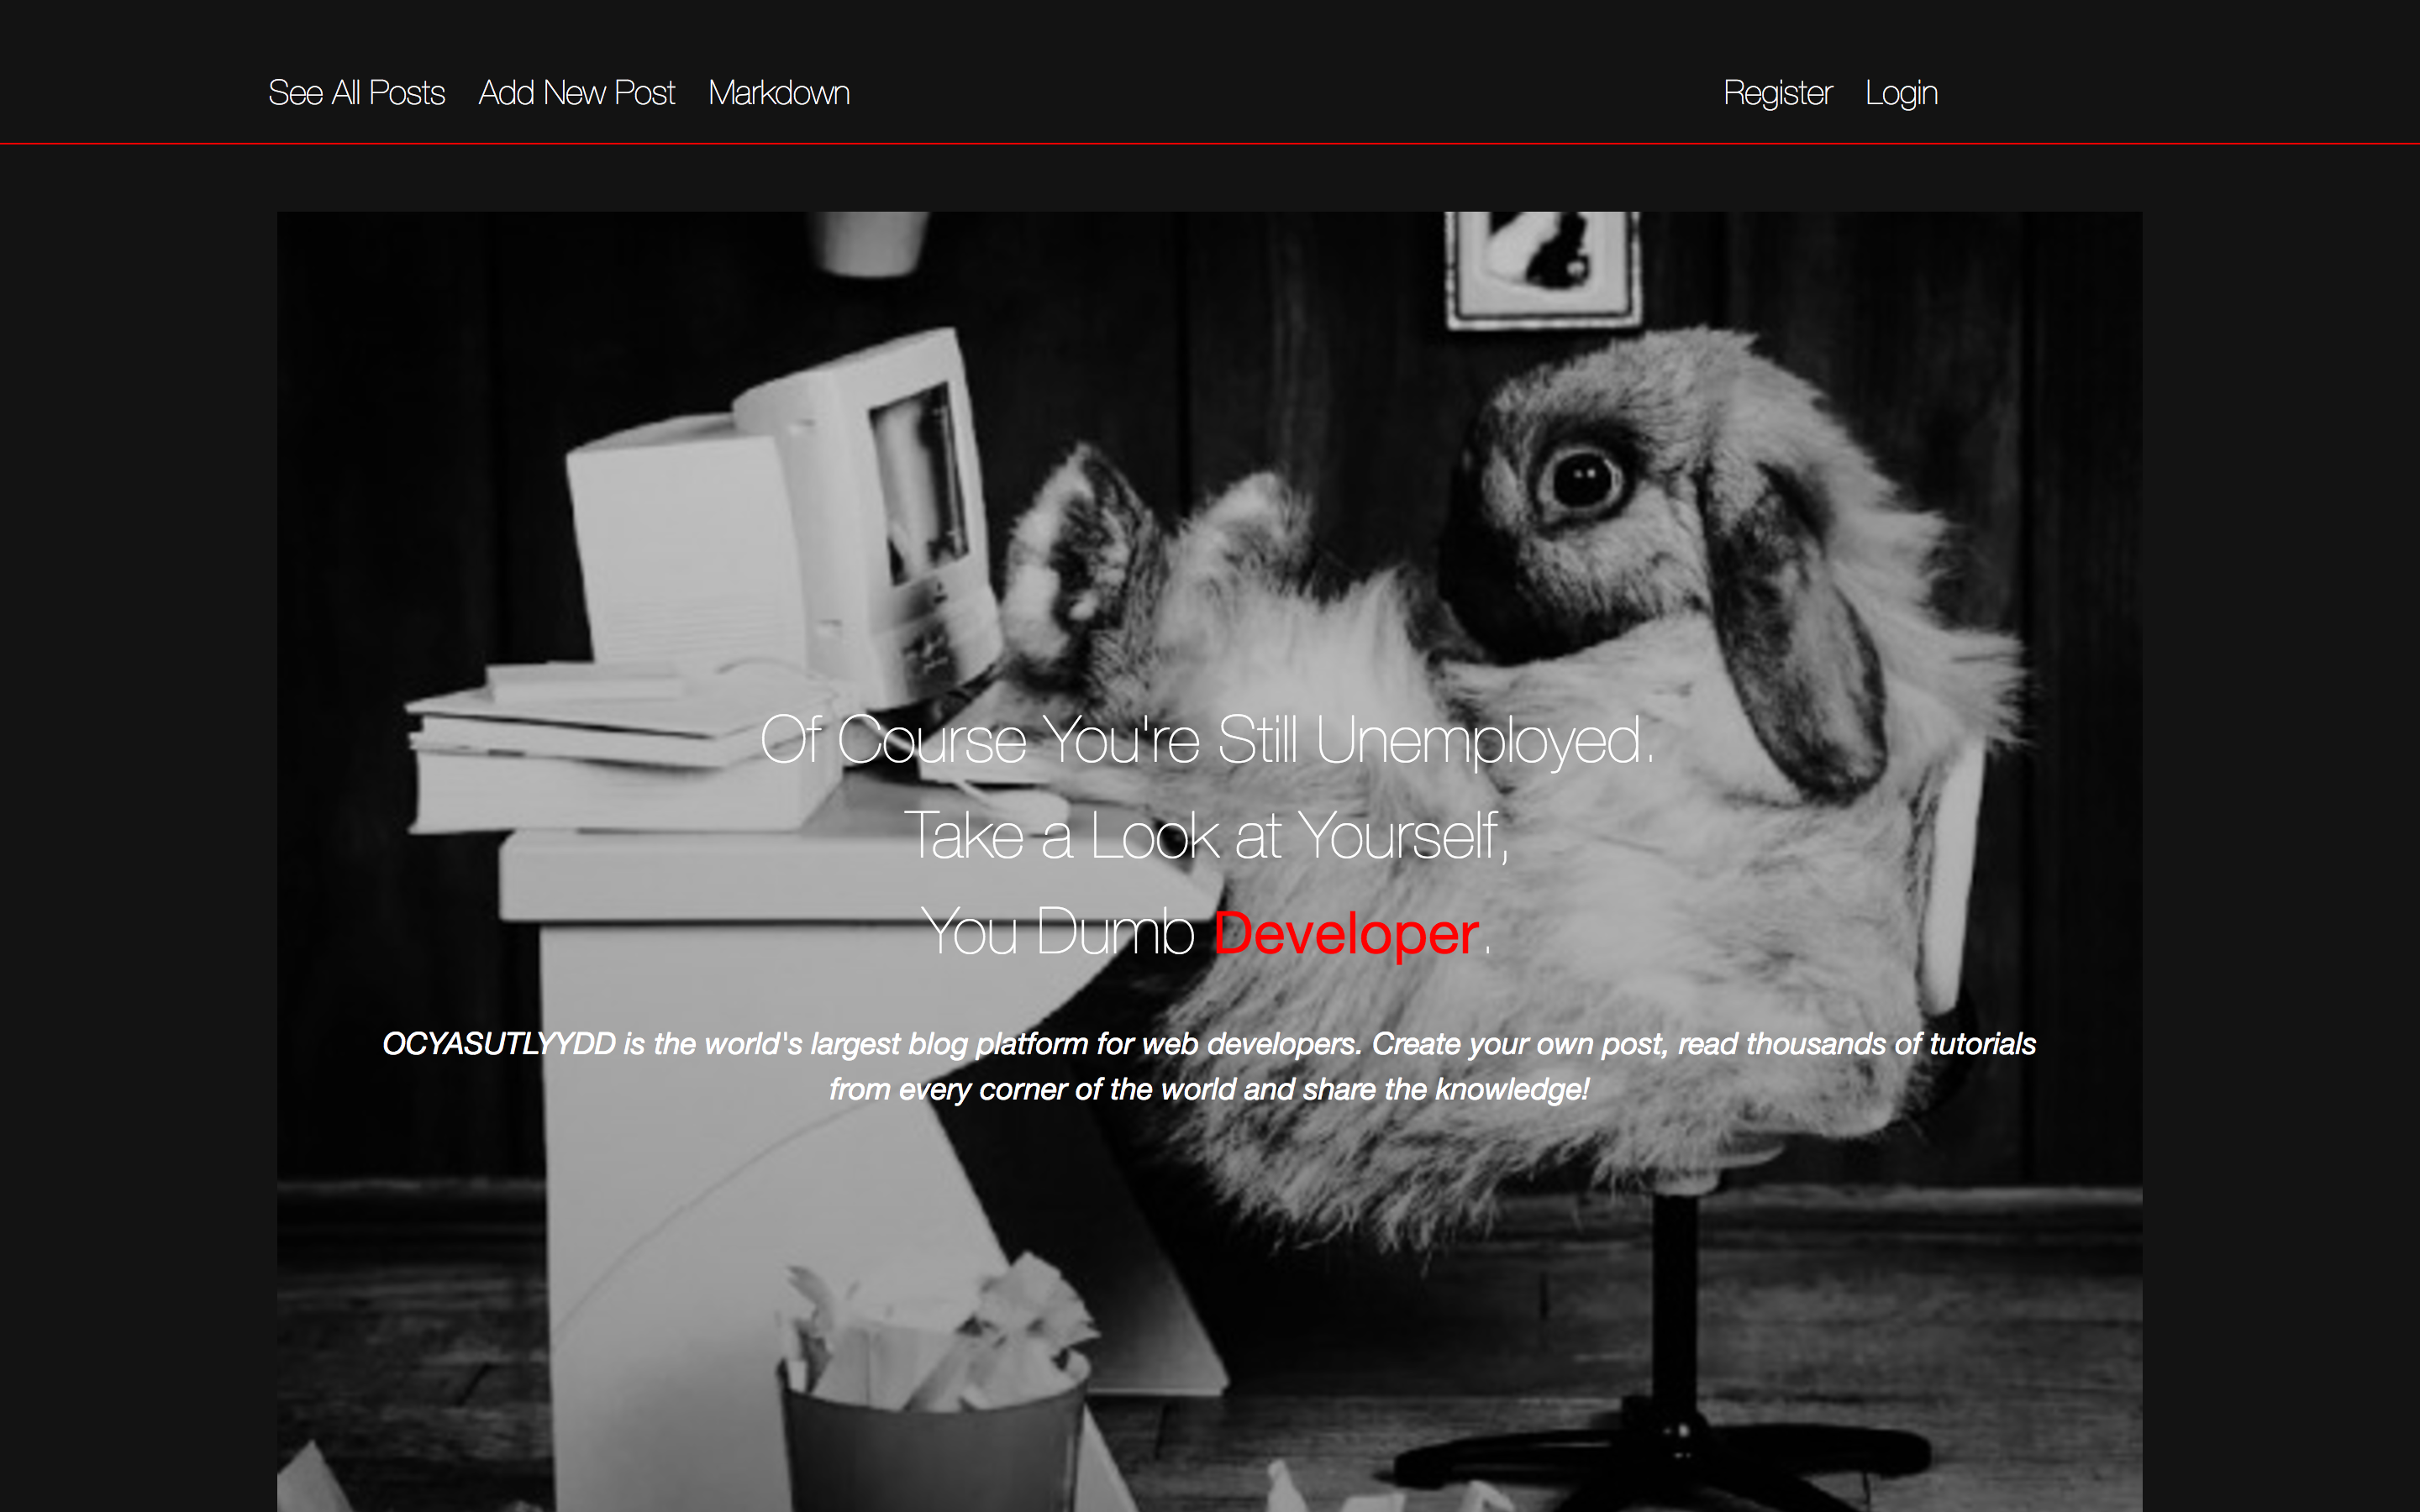 See All Posts Add New Post Markdown Register Login
Of Course You're Still Unemployed.
Take a Look at Yourself,
You Dumb Developer.
OCYASUTLYYDD is the world's largest blog platform for web developers. Create your own post, read thousands of tutorials
from every corner of the world and share the knowledge!